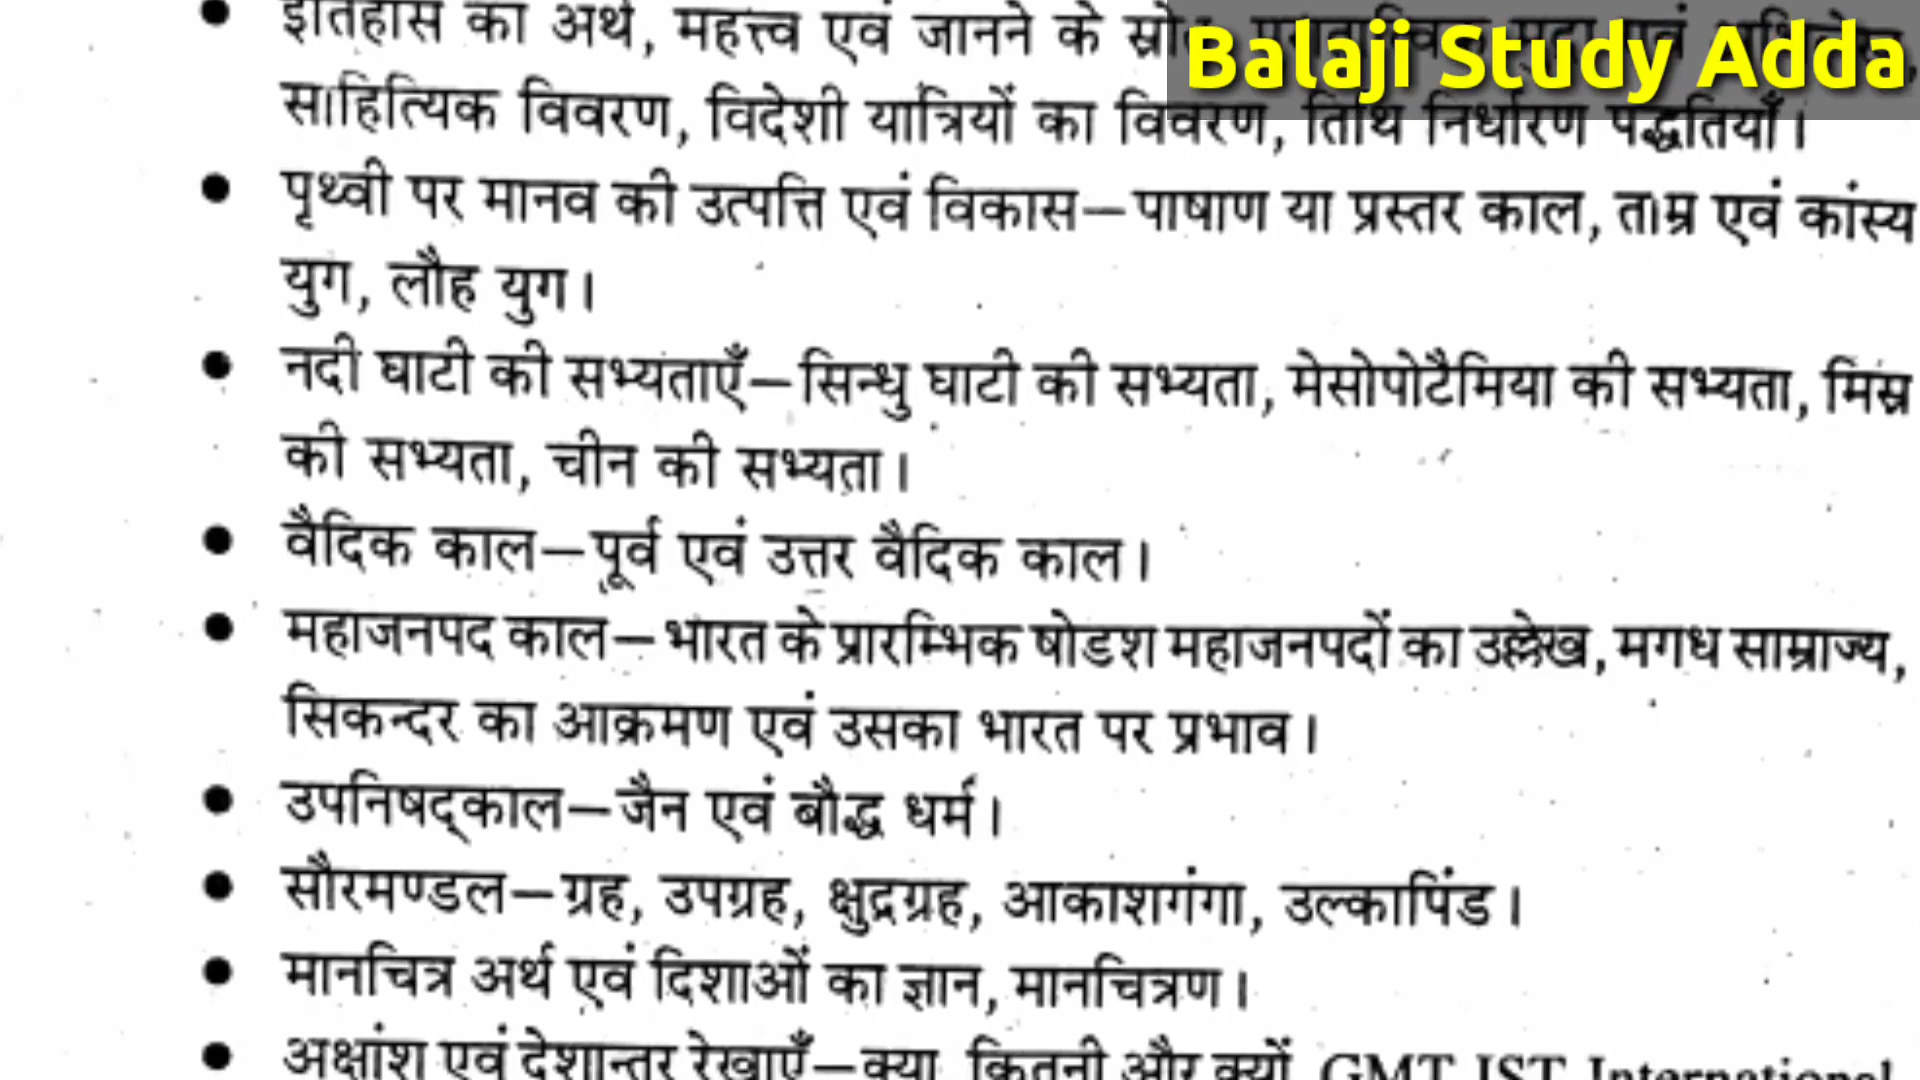 इतिहास का अर्थ, महत्त्व एवं जानने के
Balaji Study Adda
साहित्यिक विवरण, विदेशी यात्रियों का विवरण, तिथि निर्धारण पद्धतियाँ।
● पृथ्वी पर मानव की उत्पत्ति एवं विकास—पाषाण या प्रस्तर काल, ताम्र एवं कांस्य
युग, लौह युग।
● नदी घाटी की सभ्यताएँ—सिन्धु घाटी की सभ्यता, मेसोपोटैमिया की सभ्यता, मिस्र
की सभ्यता, चीन की सभ्यता।
● वैदिक काल—पूर्व एवं उत्तर वैदिक काल।
● महाजनपद काल—भारत के प्रारम्भिक षोडश महाजनपदों का उल्लेख, मगध साम्राज्य,
सिकन्दर का आक्रमण एवं उसका भारत पर प्रभाव।
● उपनिषद्काल—जैन एवं बौद्ध धर्म।
● सौरमण्डल—ग्रह, उपग्रह, क्षुद्रग्रह, आकाशगंगा, उल्कापिंड।
● मानचित्र अर्थ एवं दिशाओं का ज्ञान, मानचित्रण।
● अक्षांश एवं देशान्तर रेखाएँ—क्या, कितनी और क्यों, GMT, IST, International